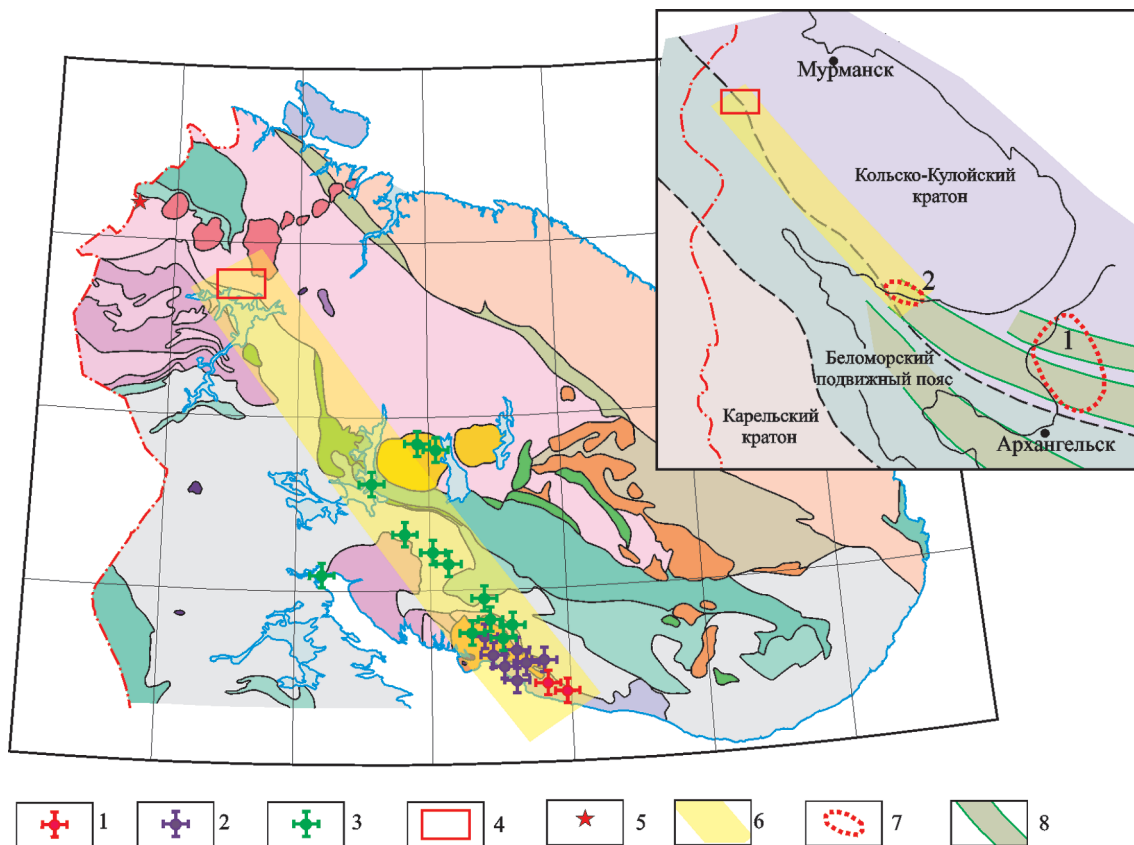 Мурманск
Кольско-Кулойский
кратон
2
1
Беломорский
подвижный пояс
Карельский
кратон
Архангельск
1 2 3 4 5 6 7 8